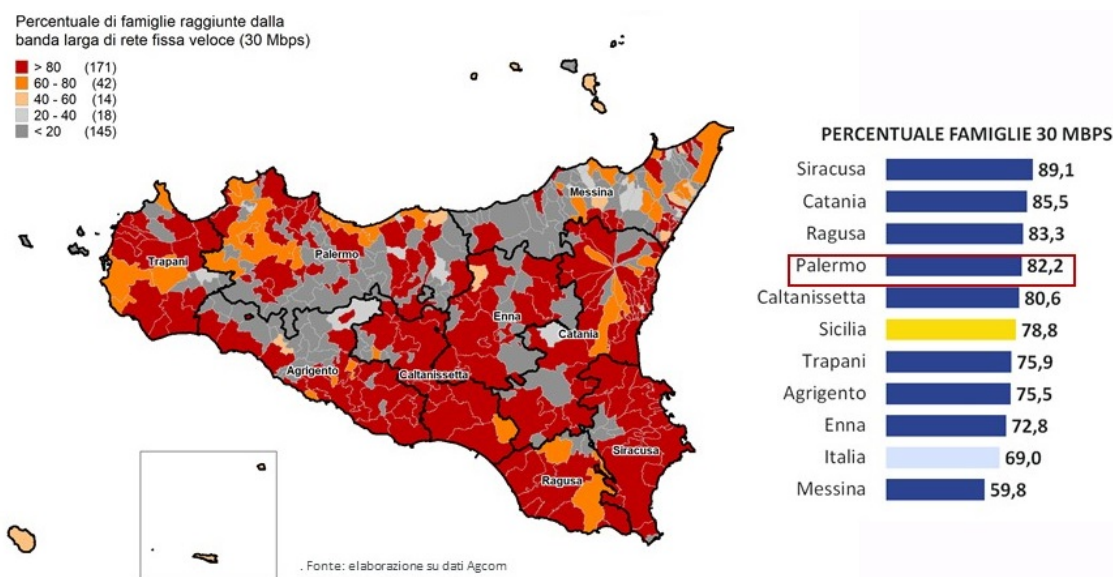 Percentuale di famiglie raggiunte dalla
banda larga di rete fissa veloce (30 Mbps)
> 80 (171)
60 - 80 (42)
40 - 60 (14)
20 - 40 (18)
< 20 (145)
Messina
Trapani
Palermo
Enna
Catania
Agrigento
Caltanissetta
Siracusa
Ragusa
. Fonte: elaborazione su dati Agcom
PERCENTUALE FAMIGLIE 30 MBPS
Siracusa 89,1
Catania 85,5
Ragusa 83,3
Palermo 82,2
Caltanissetta 80,6
Sicilia 78,8
Trapani 75,9
Agrigento 75,5
Enna 72,8
Italia 69,0
Messina 59,8